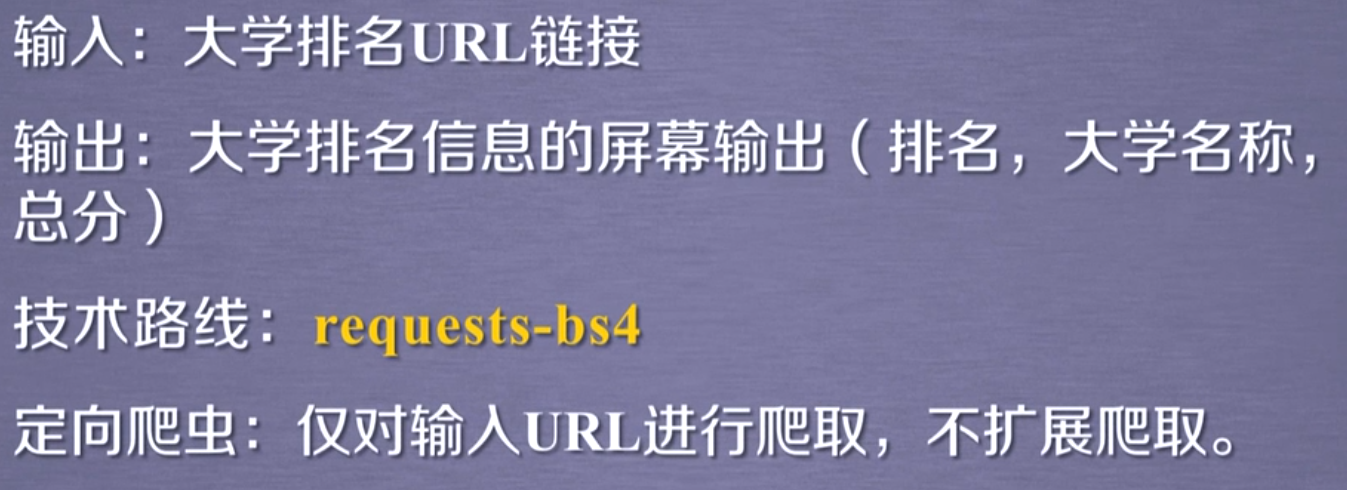 输入：大学排名URL链接
输出：大学排名信息的屏幕输出（排名，大学名称，
总分）
技术路线：requests-bs4
定向爬虫：仅对输入URL进行爬取，不扩展爬取。